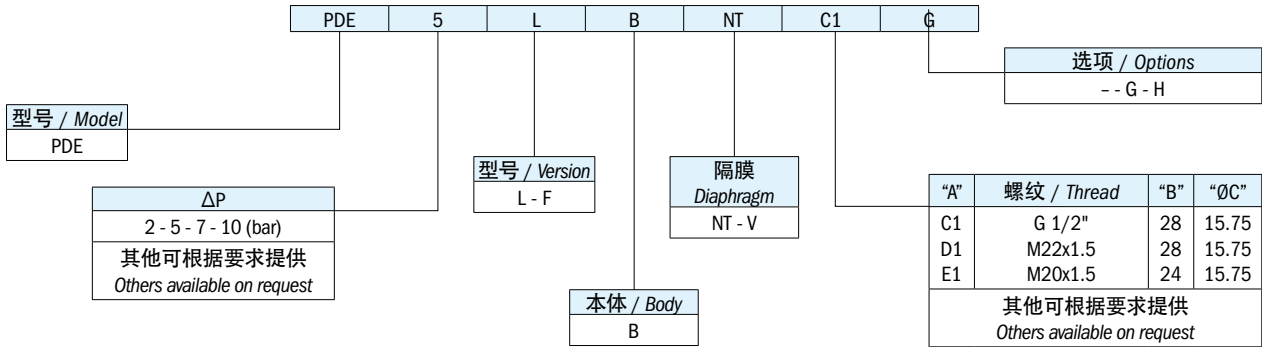 PDE 5 L B NT C1 G
选项 / Options
– - G - H
型号 / Model
PDE
型号 / Version
L - F
隔膜
Diaphragm
NT - V
ΔP
2 - 5 - 7 - 10 (bar)
其他可根据要求提供
Others available on request
本体 / Body
B
“A” 螺纹 / Thread “B” “ØC”
C1 G 1/2" 28 15.75
D1 M22x1.5 28 15.75
E1 M20x1.5 24 15.75
其他可根据要求提供
Others available on request